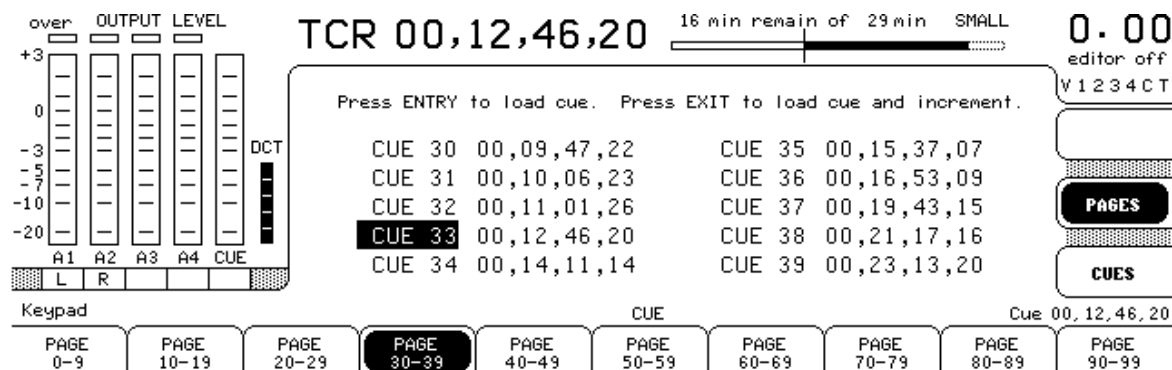 over OUTPUT LEVEL
TCR 00,12,46,20
16 min remain of 29 min SMALL
0.00
editor off
V 1 2 3 4 C T
+3
0
-3
-5
-7
-10
-20
DCT
A1 A2 A3 A4 CUE
L R
Press ENTRY to load cue. Press EXIT to load cue and increment.
CUE 30 00,09,47,22 CUE 35 00,15,37,07
CUE 31 00,10,06,23 CUE 36 00,16,53,09
CUE 32 00,11,01,26 CUE 37 00,19,43,15
CUE 33 00,12,46,20 CUE 38 00,21,17,16
CUE 34 00,14,11,14 CUE 39 00,23,13,20
PAGES
CUES
Keypad CUE Cue 00,12,46,20
PAGE 0-9
PAGE 10-19
PAGE 20-29
PAGE 30-39
PAGE 40-49
PAGE 50-59
PAGE 60-69
PAGE 70-79
PAGE 80-89
PAGE 90-99